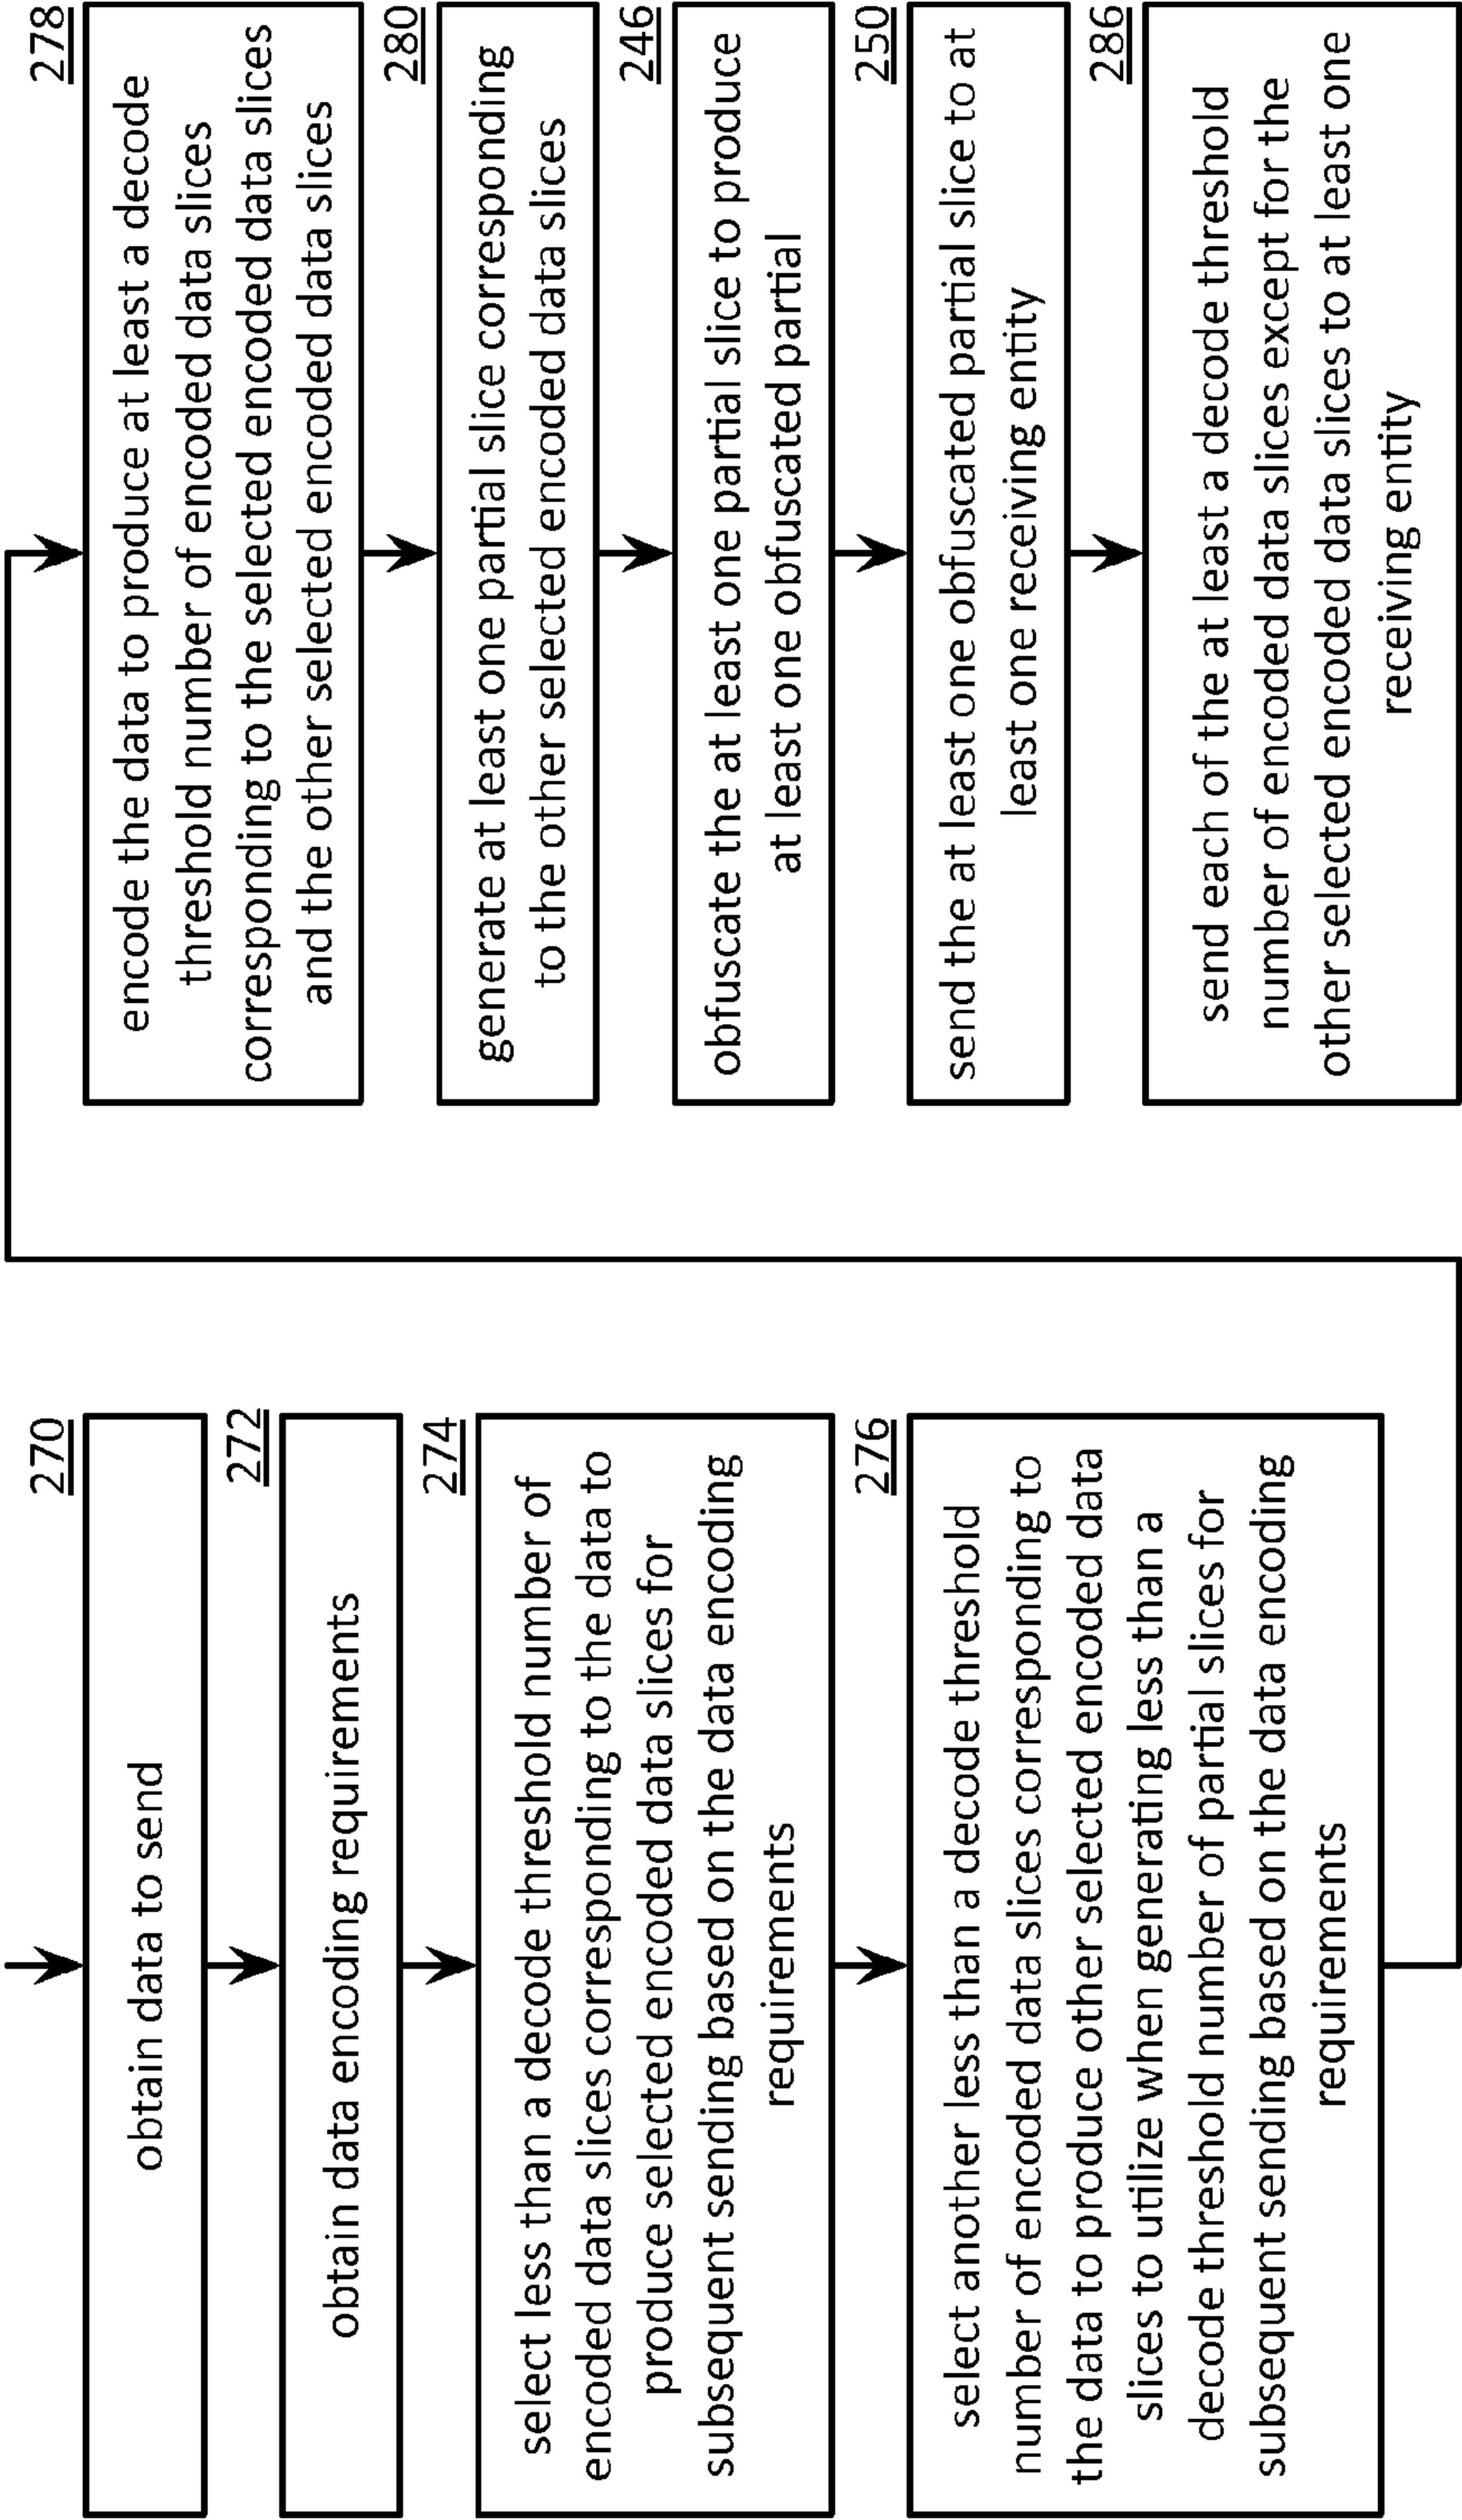 270
obtain data to send
272
obtain data encoding requirements
274
select less than a decode threshold number of
encoded data slices corresponding to the data to
produce selected encoded data slices for
subsequent sending based on the data encoding
requirements
276
select another less than a decode threshold
number of encoded data slices corresponding to
the data to produce other selected encoded data
slices to utilize when generating less than a
decode threshold number of partial slices for
subsequent sending based on the data encoding
requirements
278
encode the data to produce at least a decode
threshold number of encoded data slices
corresponding to the selected encoded data slices
and the other selected encoded data slices
280
generate at least one partial slice corresponding
to the other selected encoded data slices
246
obfuscate the at least one partial slice to produce
at least one obfuscated partial
250
send the at least one obfuscated partial slice to at
least one receiving entity
286
send each of the at least a decode threshold
number of encoded data slices except for the
other selected encoded data slices to at least one
receiving entity